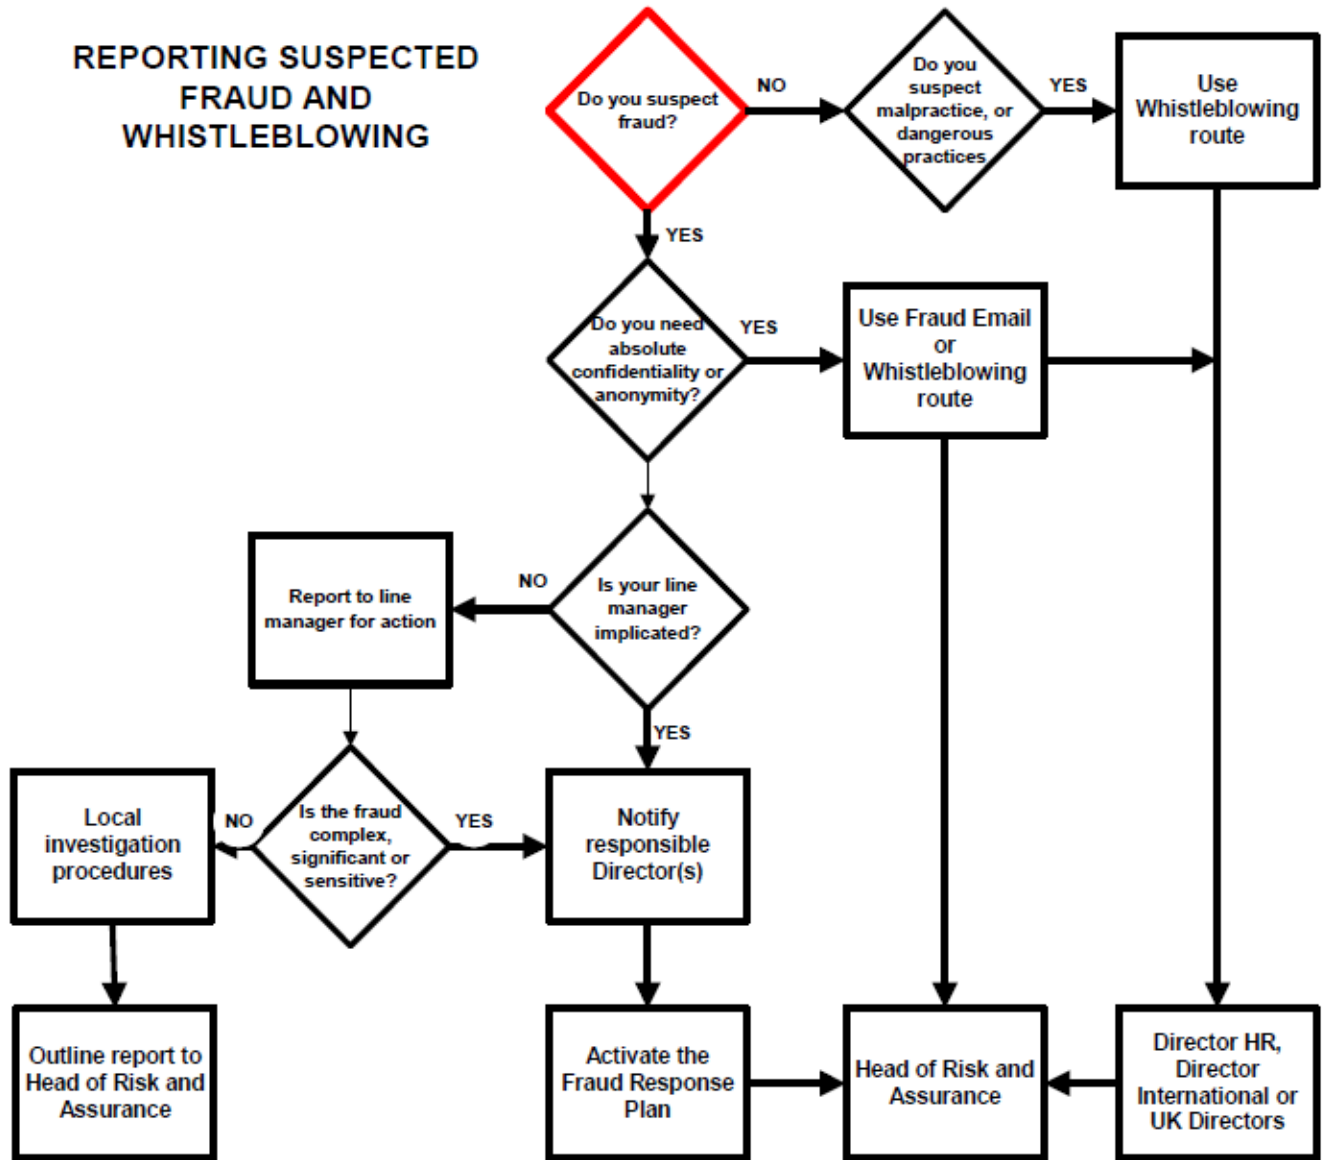 REPORTING SUSPECTED
FRAUD AND
WHISTLEBLOWING
Do you suspect
fraud?
NO
Do you
suspect
malpractice, or
dangerous
practices
YES
Use
Whistleblowing
route
YES
Do you need
absolute
confidentiality or
anonymity?
YES
Use Fraud Email
or
Whistleblowing
route
Report to line
manager for action
NO
Is your line
manager
implicated?
YES
Local
investigation
procedures
NO
Is the fraud
complex,
significant or
sensitive?
YES
Notify
responsible
Director(s)
Outline report to
Head of Risk and
Assurance
Activate the
Fraud Response
Plan
Head of Risk and
Assurance
Director HR,
Director
International or
UK Directors